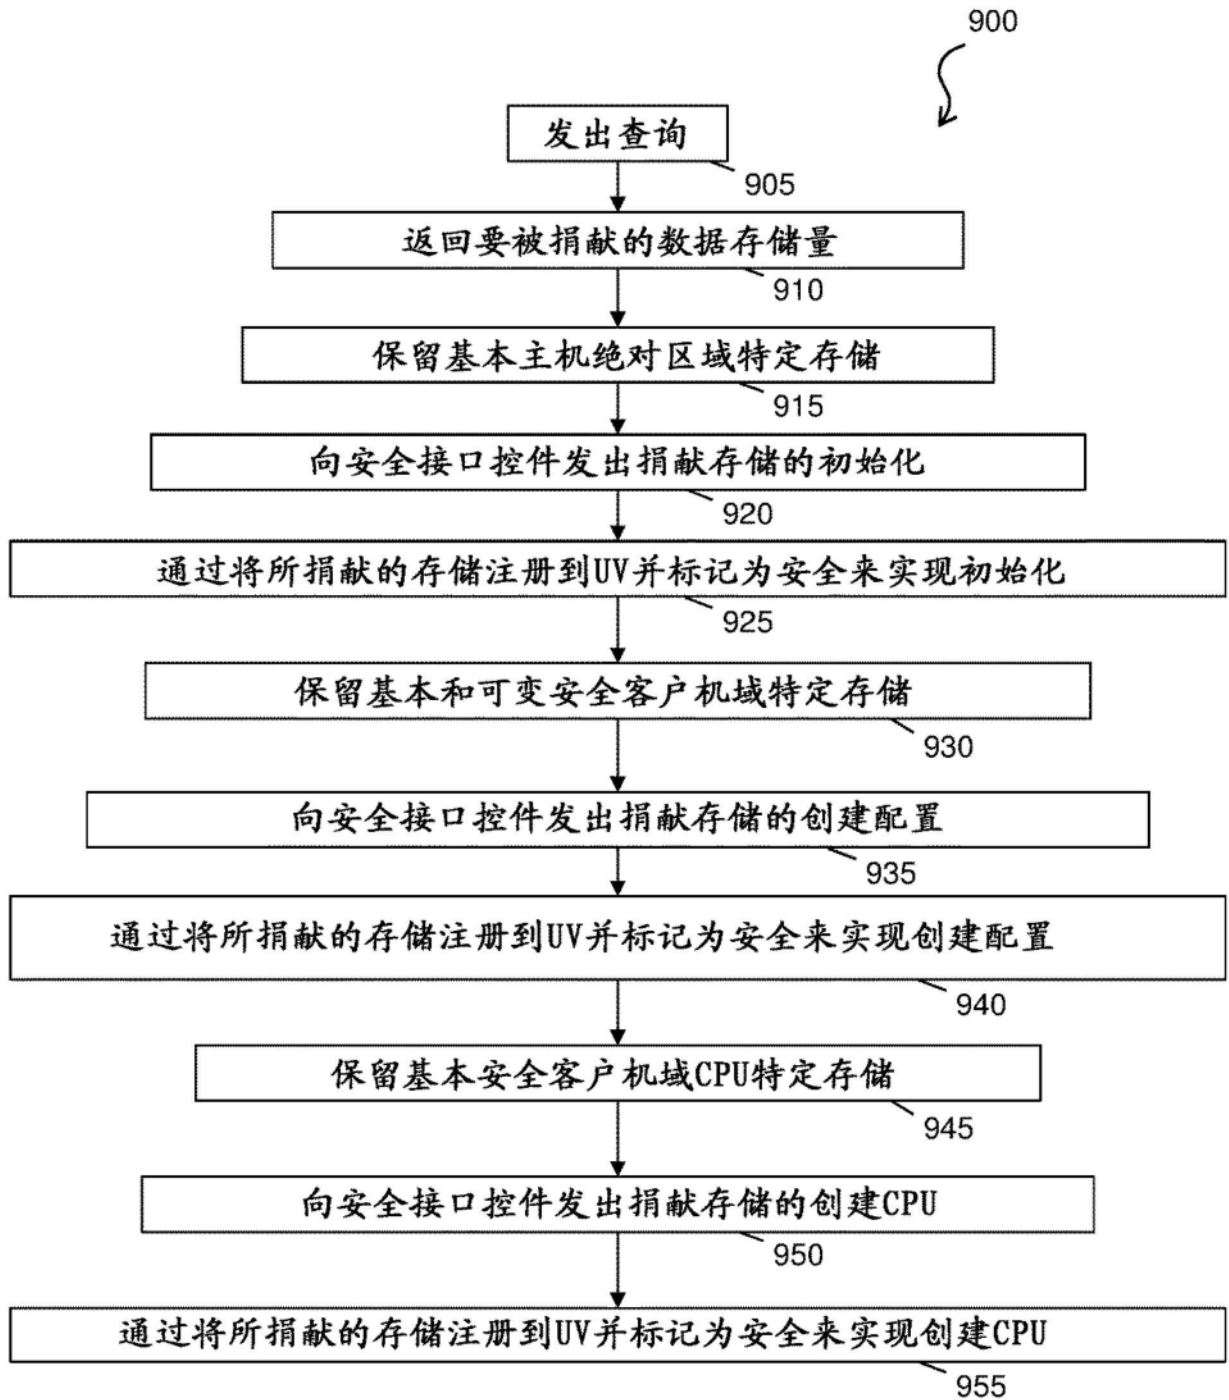 900
发出查询
905
返回要被捐献的数据存储量
910
保留基本主机绝对区域特定存储
915
向安全接口控件发出捐献存储的初始化
920
通过将所捐献的存储注册到UV并标记为安全来实现初始化
925
保留基本和可变安全客户机域特定存储
930
向安全接口控件发出捐献存储的创建配置
935
通过将所捐献的存储注册到UV并标记为安全来实现创建配置
940
保留基本安全客户机域CPU特定存储
945
向安全接口控件发出捐献存储的创建CPU
950
通过将所捐献的存储注册到UV并标记为安全来实现创建CPU
955